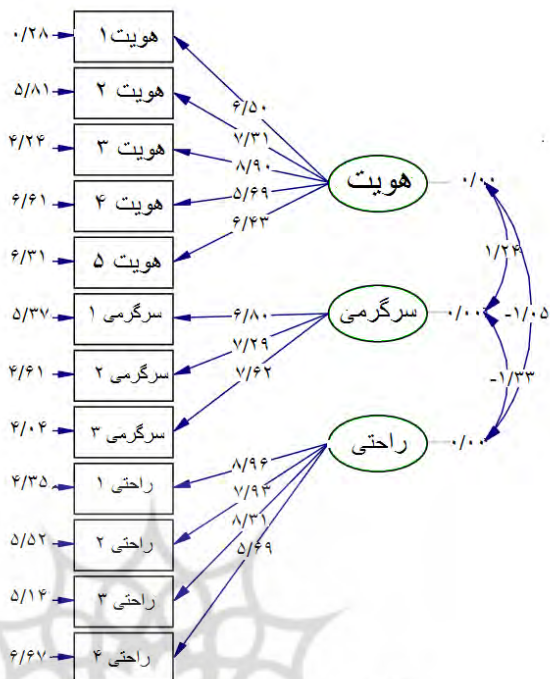 ۰/۲۸ هویت۱
۶/۵۰
۵/۸۱ هویت ۲
۷/۳۱
۴/۲۴ هویت ۳
۸/۹۰
هویت ۰/۰۰
۶/۶۱ هویت ۴
۵/۶۹
۶/۳۱ هویت ۵
۶/۴۳
۱/۲۴
۵/۳۷ سرگرمی ۱
۶/۸۰
سرگرمی ۰/۰۰
-۱/۰۵
۴/۶۱ سرگرمی ۲
۷/۲۹
۴/۰۴ سرگرمی ۳
۷/۶۲
-۱/۳۳
راحتی ۰/۰۰
۴/۳۵ راحتی ۱
۸/۹۶
۵/۵۲ راحتی ۲
۷/۹۳
۵/۱۴ راحتی ۳
۸/۳۱
۶/۶۷ راحتی ۴
۵/۶۹